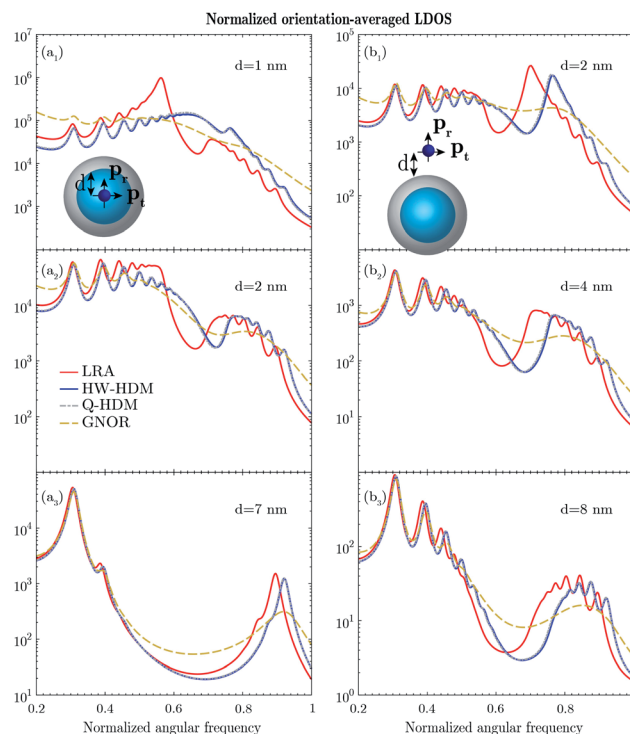 Normalized orientation-averaged LDOS
(a1)
d=1 nm
10^7
10^6
10^5
10^4
10^3
d
p_r
p_t
(b1)
d=2 nm
10^5
10^4
10^3
10^2
p_r
d
p_t
(a2)
d=2 nm
10^4
10^3
10^2
LRA
HW-HDM
Q-HDM
GNOR
(b2)
d=4 nm
10^3
10^2
10^1
(a3)
d=7 nm
10^4
10^3
10^2
10^1
0.2 0.4 0.6 0.8 1
Normalized angular frequency
(b3)
d=8 nm
10^2
10^1
10^0
0.2 0.4 0.6 0.8
Normalized angular frequency